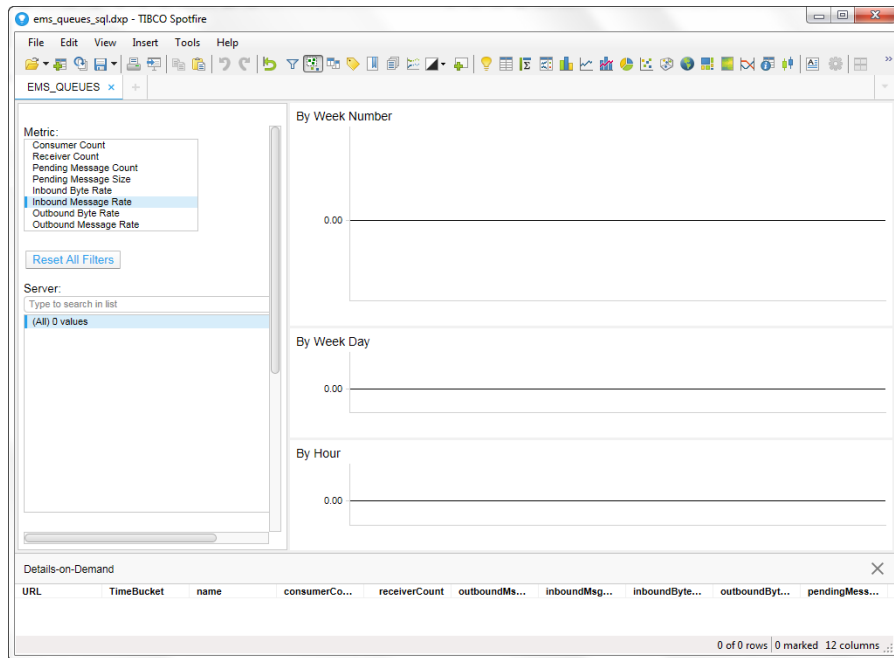 ems_queues_sql.dxp - TIBCO Spotfire
File Edit View Insert Tools Help
EMS_QUEUES
Metric:
Consumer Count
Receiver Count
Pending Message Count
Pending Message Size
Inbound Byte Rate
Inbound Message Rate
Outbound Byte Rate
Outbound Message Rate
Reset All Filters
Server:
Type to search in list
(All) 0 values
By Week Number
0.00
By Week Day
0.00
By Hour
0.00
Details-on-Demand
URL TimeBucket name consumerCo... receiverCount outboundMs... inboundMsg... inboundByte... outboundByt... pendingMess...
0 of 0 rows 0 marked 12 columns